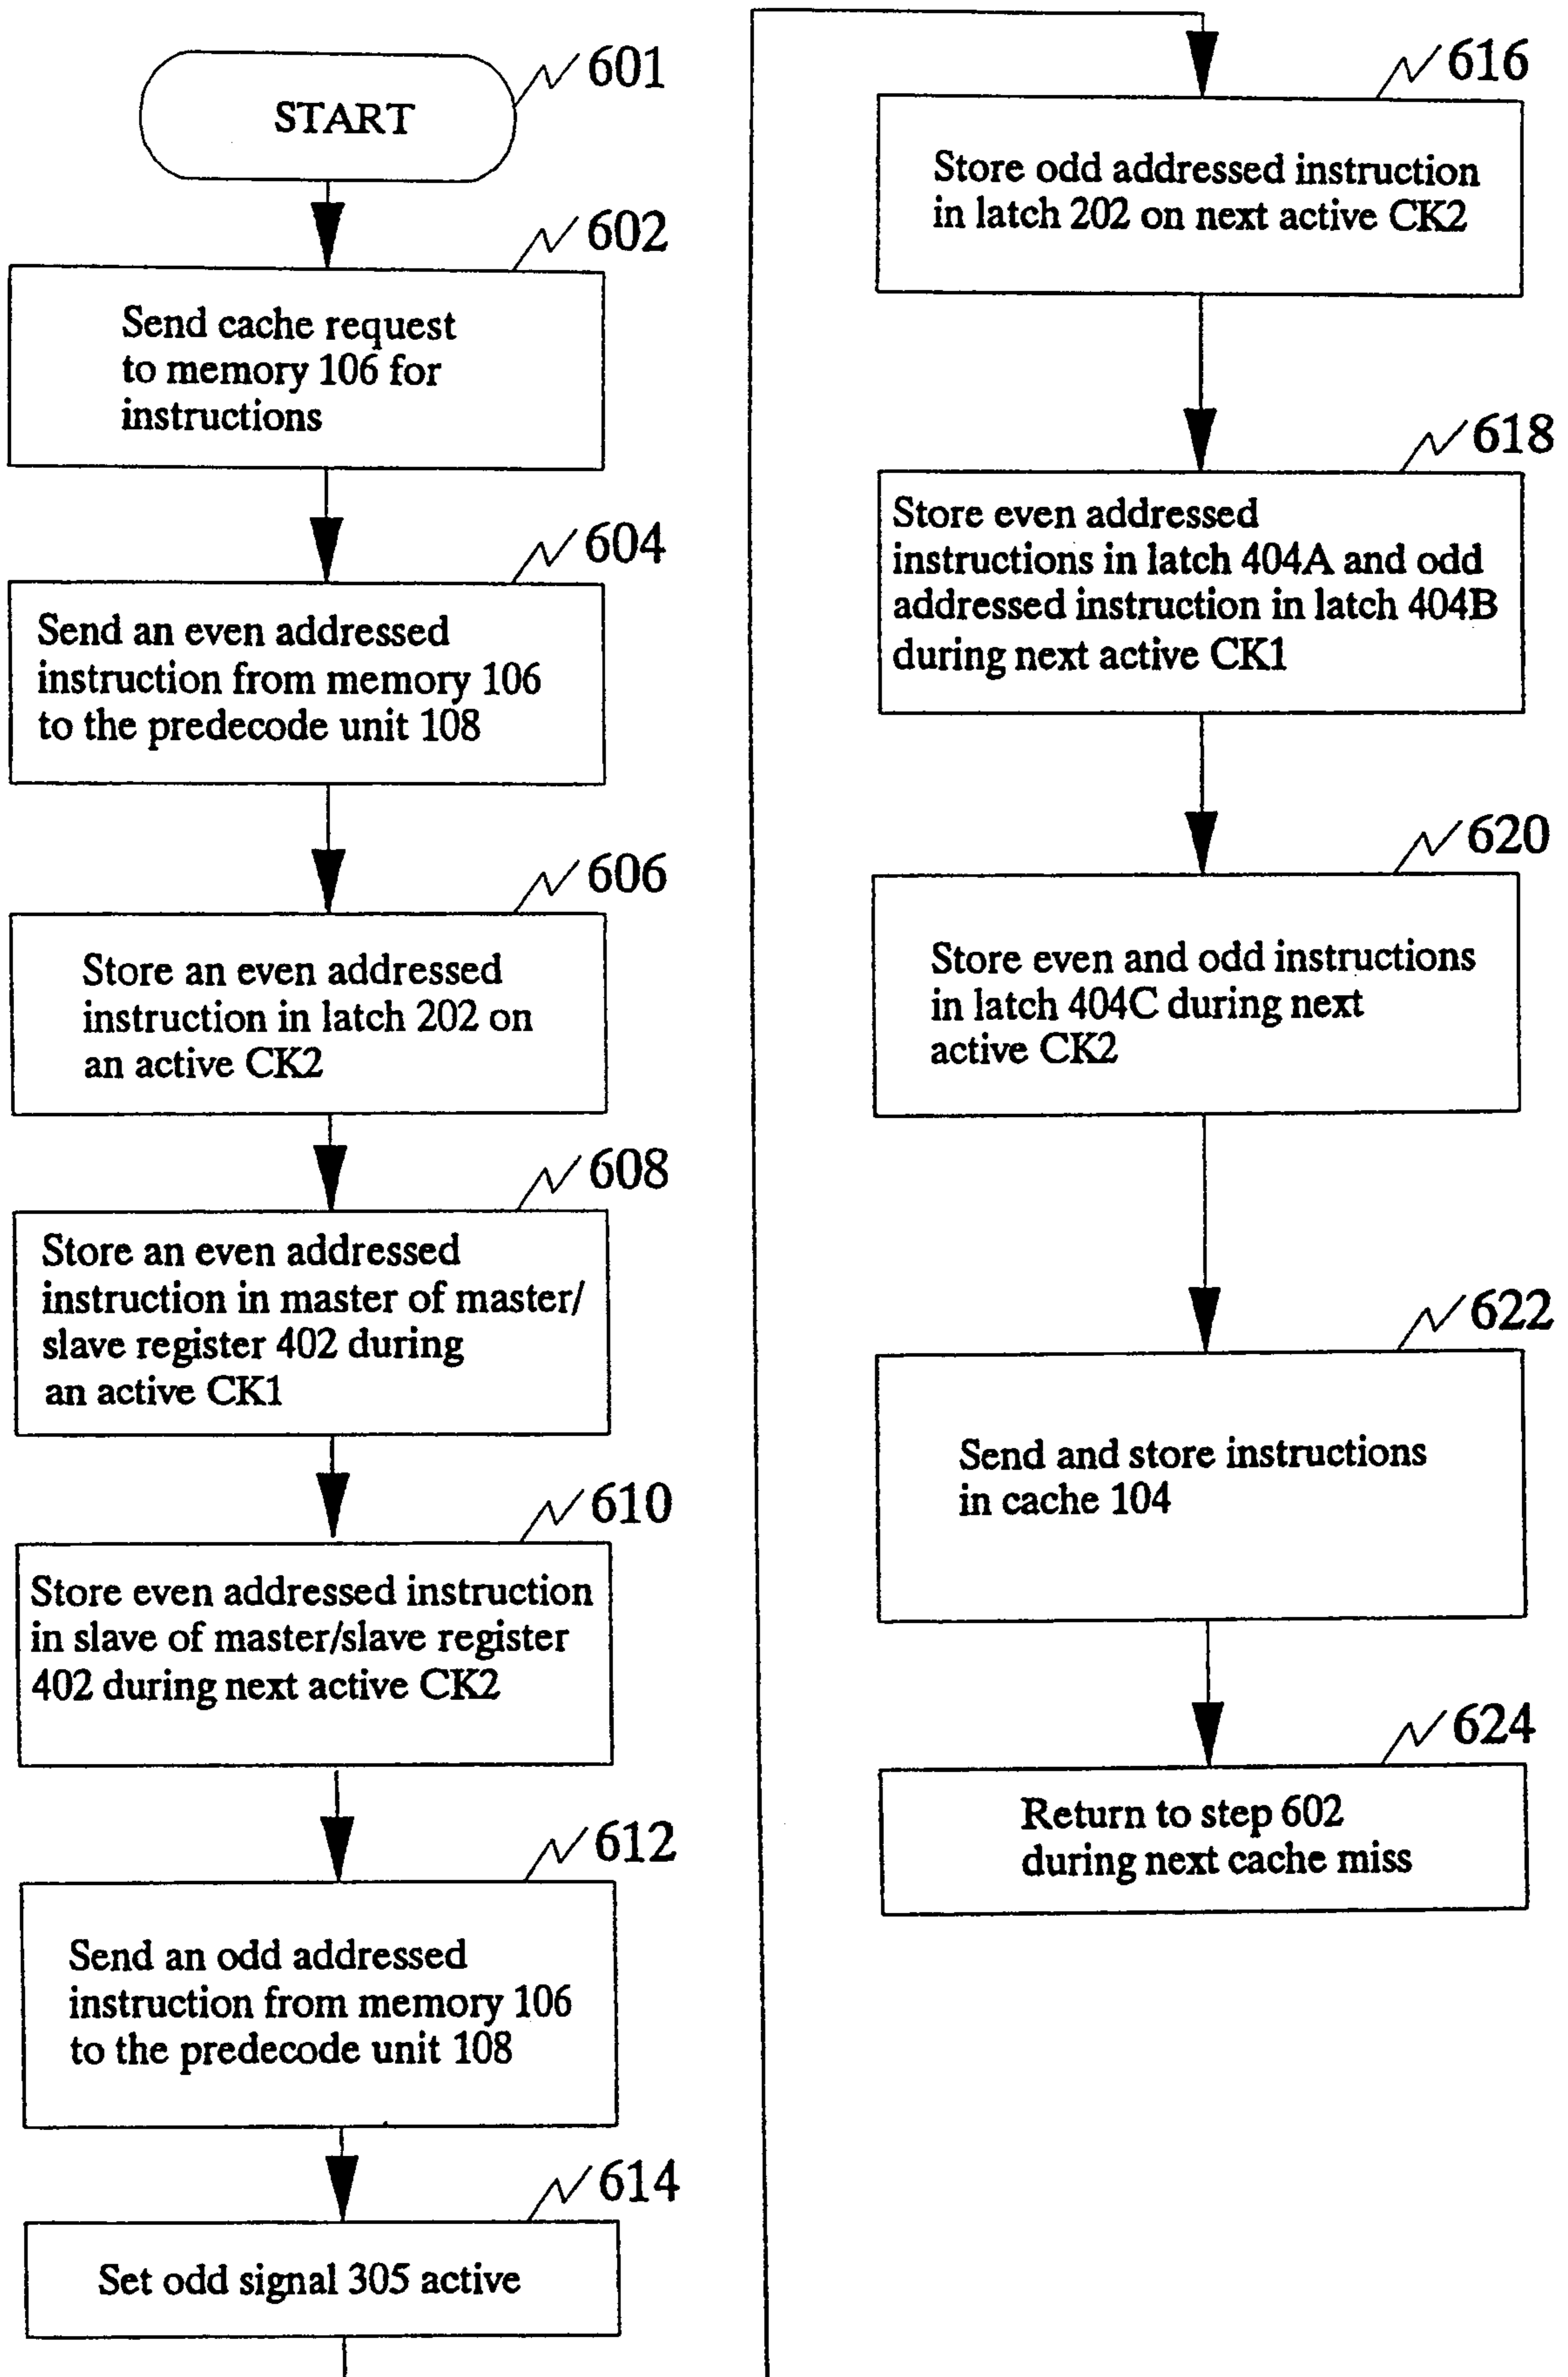 601
START
602
Send cache request
to memory 106 for
instructions
604
Send an even addressed
instruction from memory 106
to the predecode unit 108
606
Store an even addressed
instruction in latch 202 on
an active CK2
608
Store an even addressed
instruction in master of master/
slave register 402 during
an active CK1
610
Store even addressed instruction
in slave of master/slave register
402 during next active CK2
612
Send an odd addressed
instruction from memory 106
to the predecode unit 108
614
Set odd signal 305 active
616
Store odd addressed instruction
in latch 202 on next active CK2
618
Store even addressed
instructions in latch 404A and odd
addressed instruction in latch 404B
during next active CK1
620
Store even and odd instructions
in latch 404C during next
active CK2
622
Send and store instructions
in cache 104
624
Return to step 602
during next cache miss